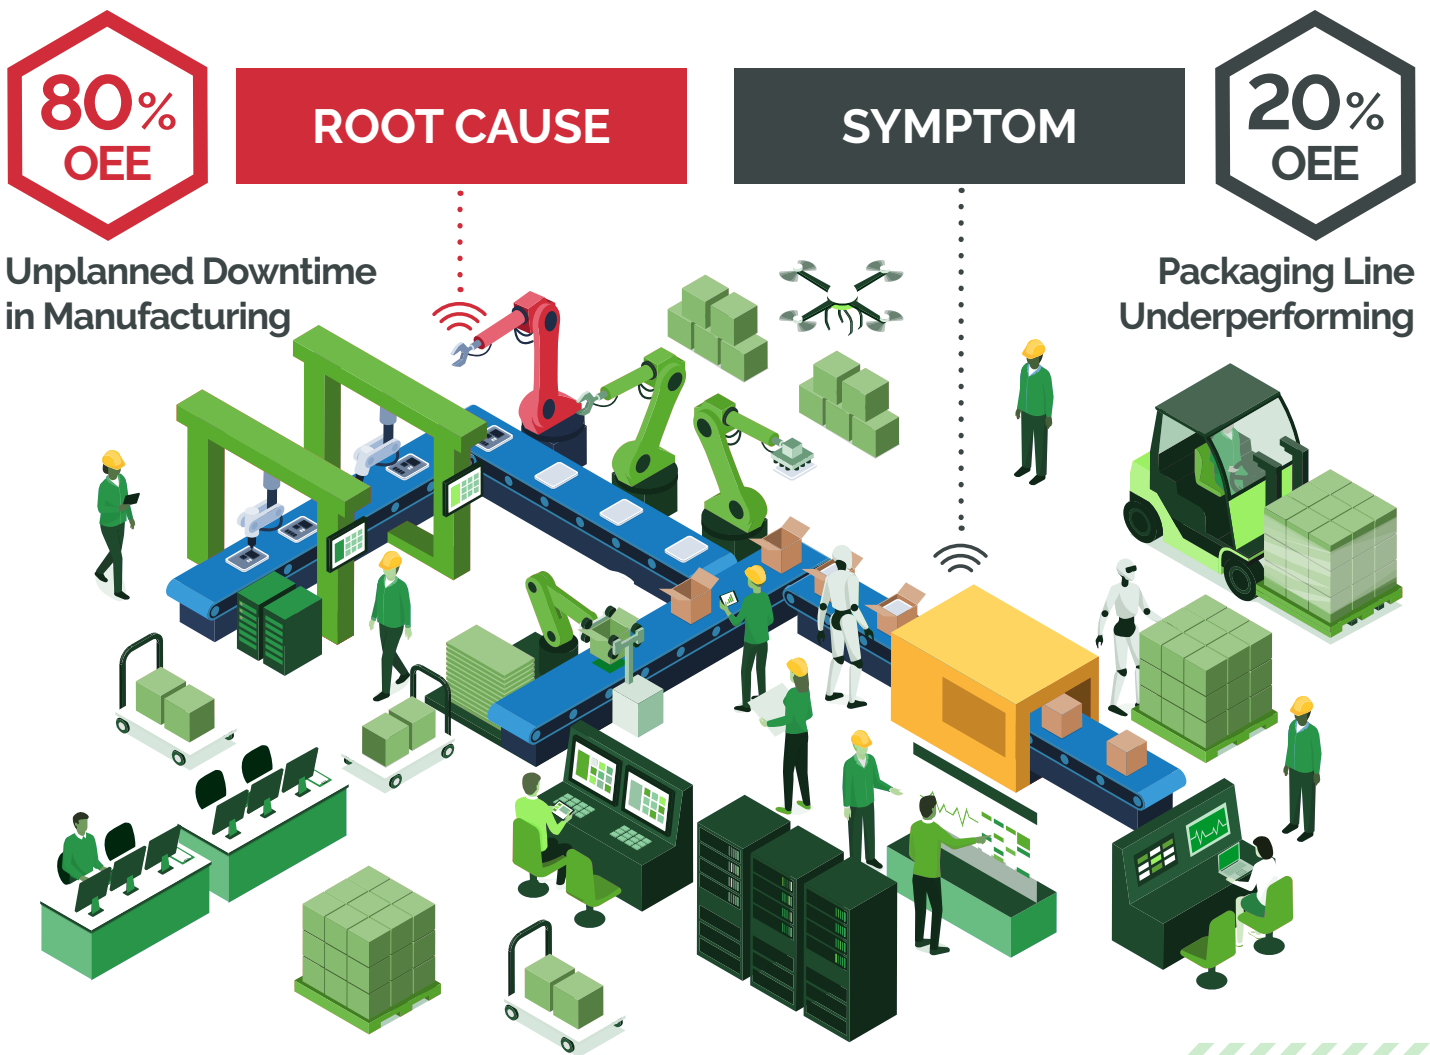 80%
OEE
ROOT CAUSE
SYMPTOM
20%
OEE
Unplanned Downtime
in Manufacturing
Packaging Line
Underperforming